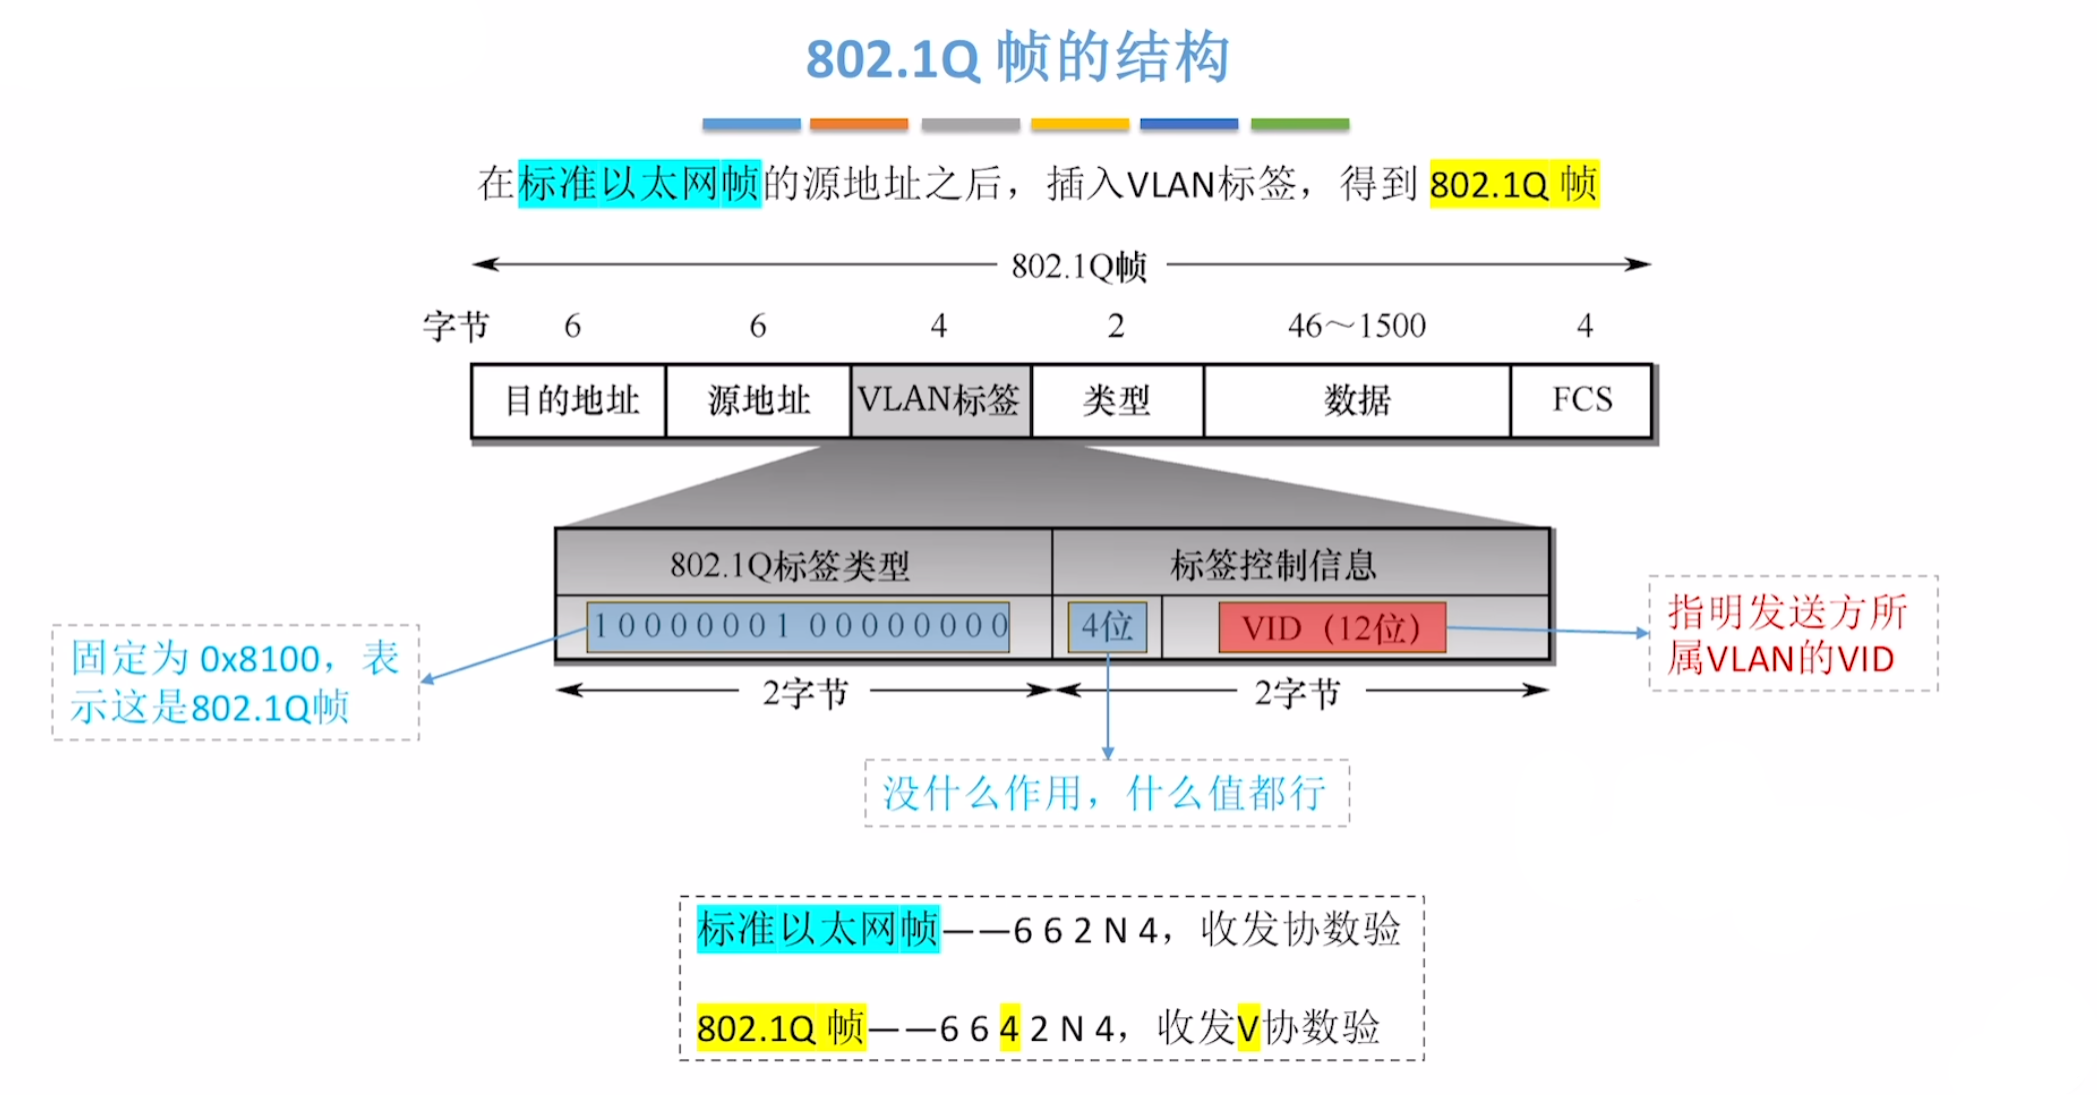 802.1Q 帧的结构
在标准以太网帧的源地址之后，插入VLAN标签，得到 802.1Q 帧
802.1Q帧
字节 6 6 4 2 46～1500 4
目的地址 源地址 VLAN标签 类型 数据 FCS
802.1Q标签类型 标签控制信息
1 0 0 0 0 0 0 1 0 0 0 0 0 0 0 0 4位 VID（12位）
2字节 2字节
固定为 0x8100，表
示这是802.1Q帧
指明发送方所
属VLAN的VID
没什么作用，什么值都行
标准以太网帧——6 6 2 N 4，收发协数验
802.1Q 帧——6 6 4 2 N 4，收发V协数验